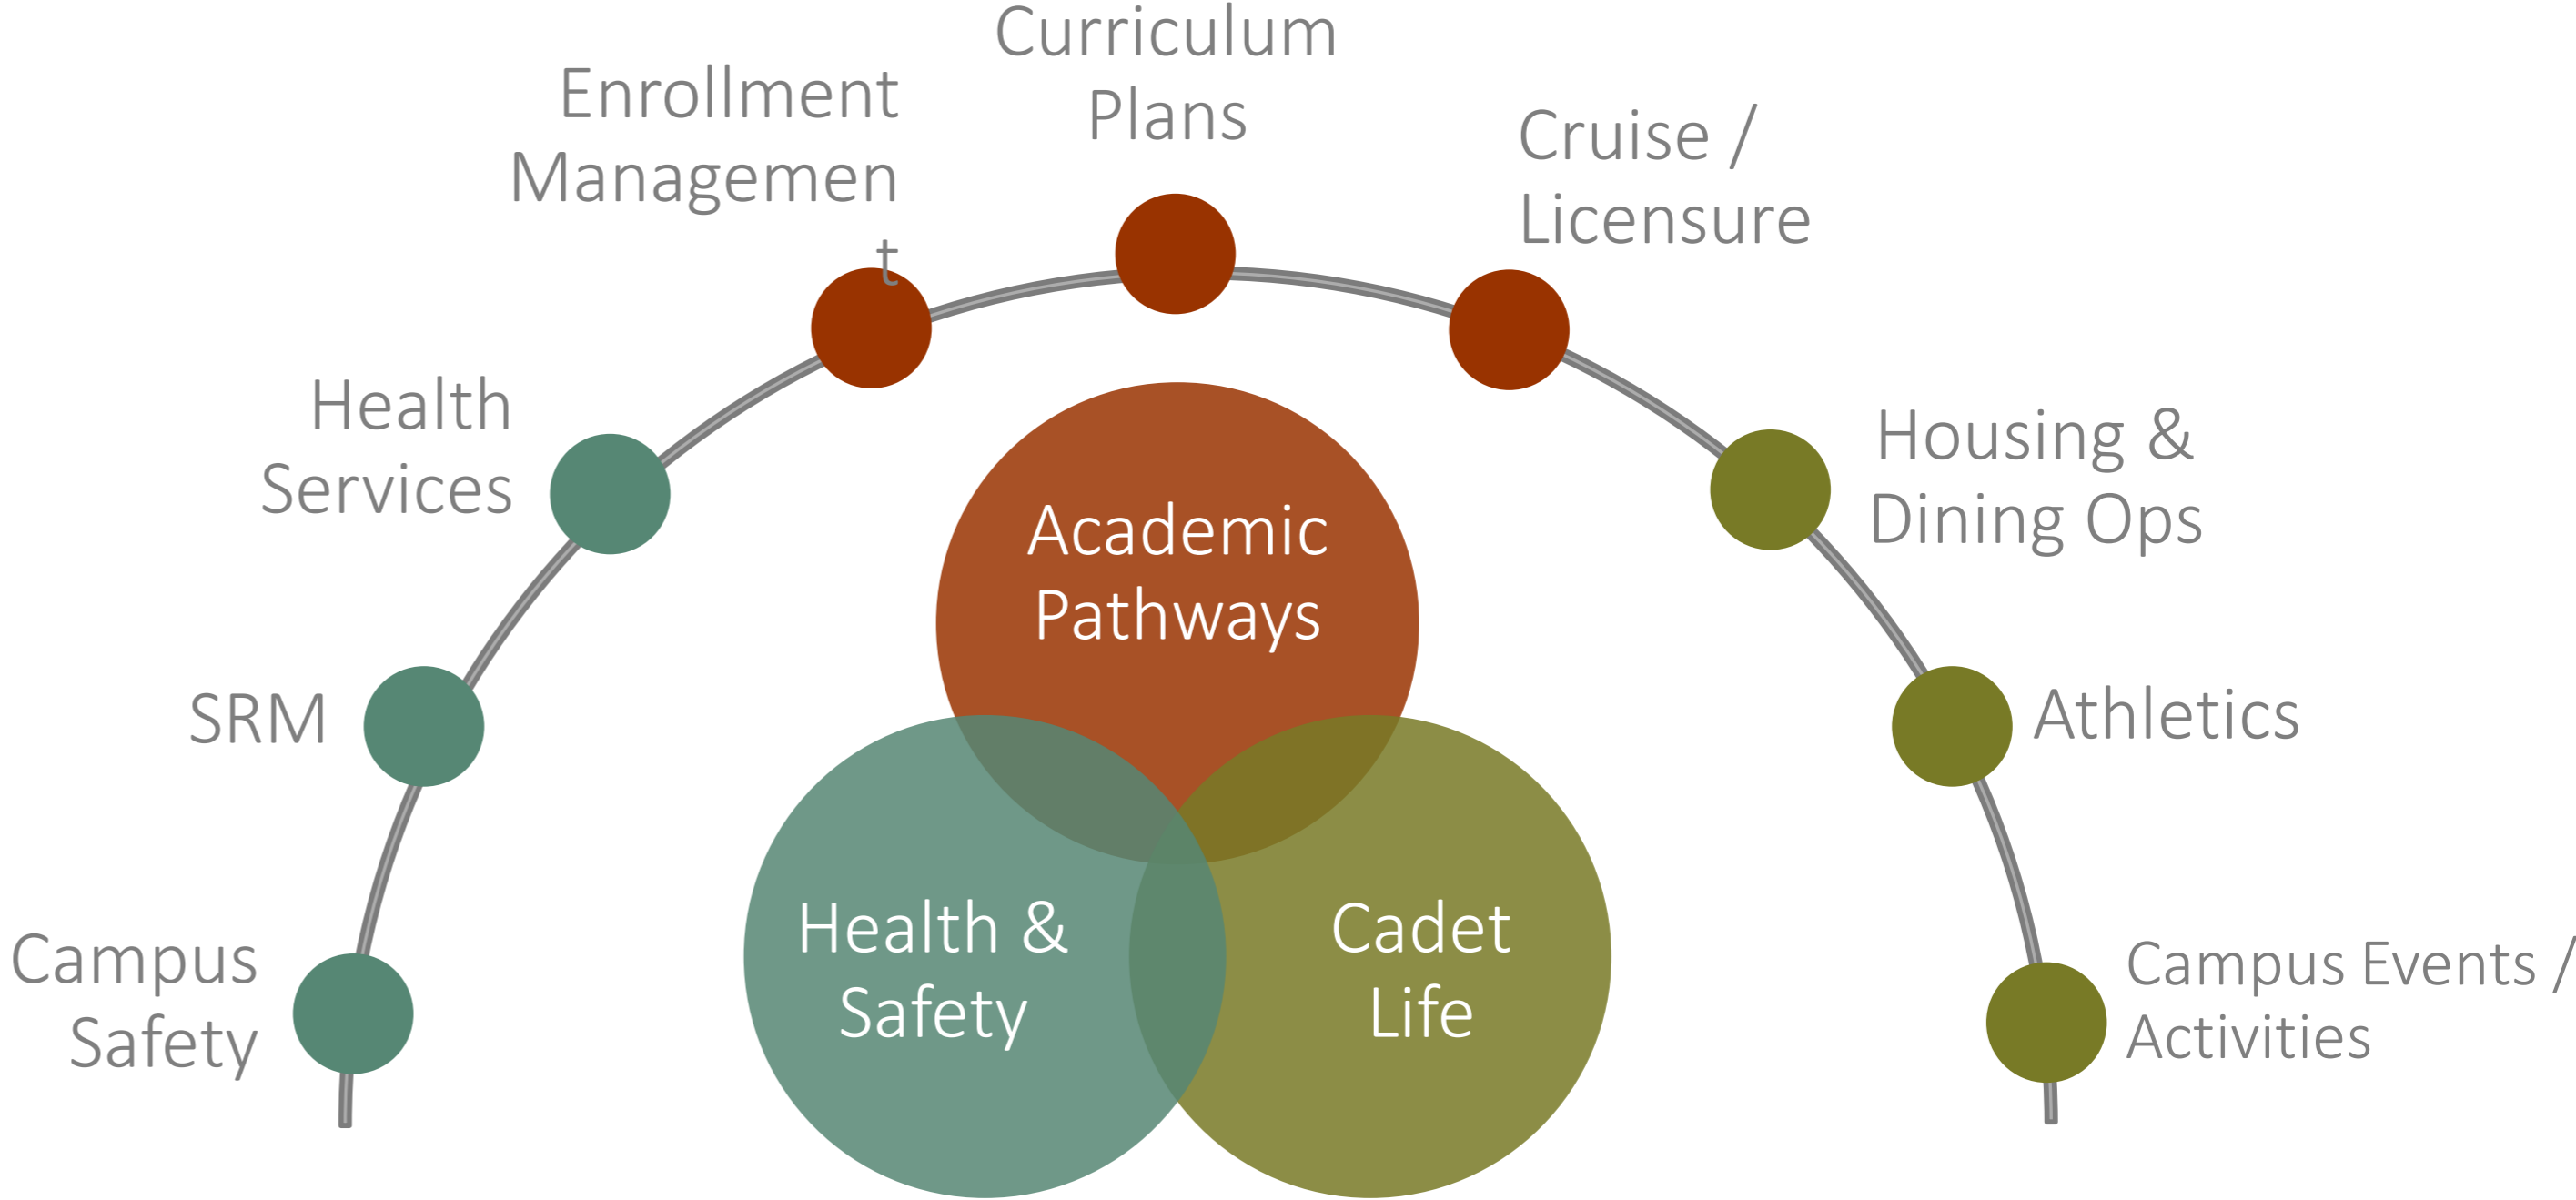 Curriculum
Plans
Enrollment
Managemen
t
Cruise /
Licensure
Health
Services
Housing &
Dining Ops
SRM
Athletics
Campus
Safety
Campus Events /
Activities
Academic
Pathways
Health &
Safety
Cadet
Life